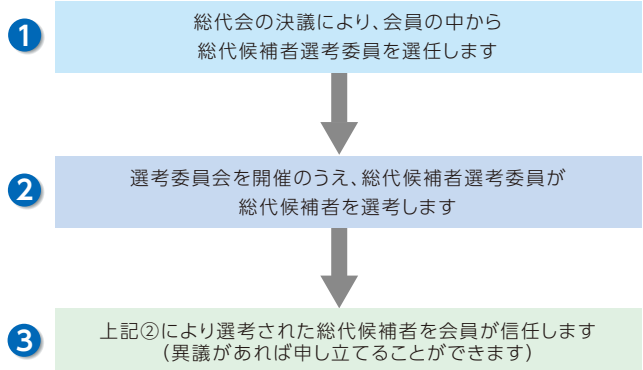 1
総代会の決議により、会員の中から
総代候補者選考委員を選任します
2
選考委員会を開催のうえ、総代候補者選考委員が
総代候補者を選考します
3
上記②により選考された総代候補者を会員が信任します
(異議があれば申し立てることができます)